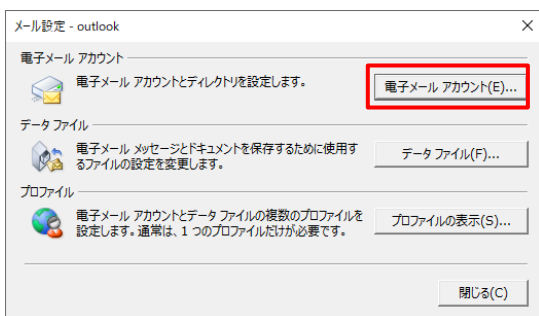 メール設定 - outlook
電子メール アカウント
電子メール アカウントとディレクトリを設定します。
電子メール アカウント(E)...
データ ファイル
電子メール メッセージとドキュメントを保存するために使用す
るファイルの設定を変更します。
データ ファイル(F)...
プロファイル
電子メール アカウントとデータ ファイルの複数のプロファイルを
設定します。通常は、1 つのプロファイルだけが必要です。
プロファイルの表示(S)...
閉じる(C)